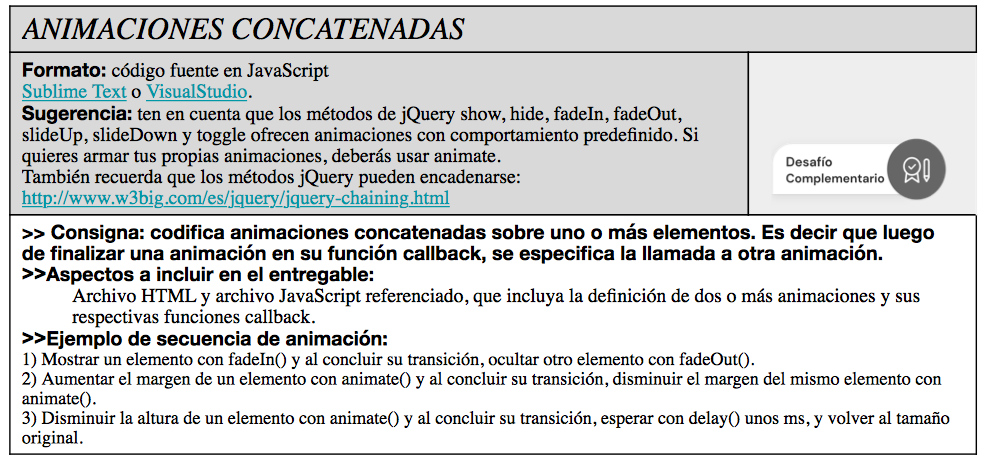 ANIMACIONES CONCATENADAS
Formato: código fuente en JavaScript
Sublime Text o VisualStudio.
Sugerencia: ten en cuenta que los métodos de jQuery show, hide, fadeIn, fadeOut,
slideUp, slideDown y toggle ofrecen animaciones con comportamiento predefinido. Si
quieres armar tus propias animaciones, deberás usar animate.
También recuerda que los métodos jQuery pueden encadenarse:
http://www.w3big.com/es/jquery/jquery-chaining.html
Desafío
Complementario
>> Consigna: codifica animaciones concatenadas sobre uno o más elementos. Es decir que luego
de finalizar una animación en su función callback, se especifica la llamada a otra animación.
>>Aspectos a incluir en el entregable:
Archivo HTML y archivo JavaScript referenciado, que incluya la definición de dos o más animaciones y sus
respectivas funciones callback.
>>Ejemplo de secuencia de animación:
1) Mostrar un elemento con fadeIn() y al concluir su transición, ocultar otro elemento con fadeOut().
2) Aumentar el margen de un elemento con animate() y al concluir su transición, disminuir el margen del mismo elemento con
animate().
3) Disminuir la altura de un elemento con animate() y al concluir su transición, esperar con delay() unos ms, y volver al tamaño
original.